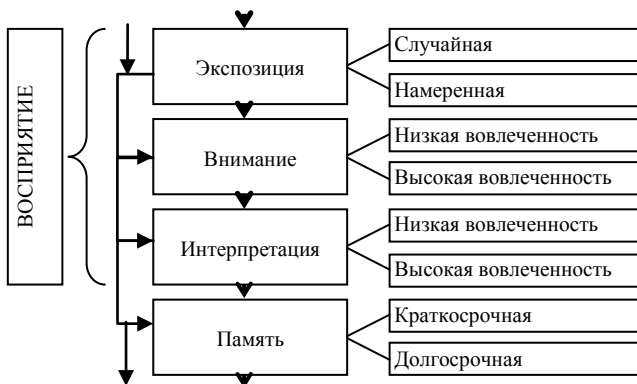 ВОСПРИЯТИЕ
Экспозиция
Случайная
Намеренная
Внимание
Низкая вовлеченность
Высокая вовлеченность
Интерпретация
Низкая вовлеченность
Высокая вовлеченность
Память
Краткосрочная
Долгосрочная